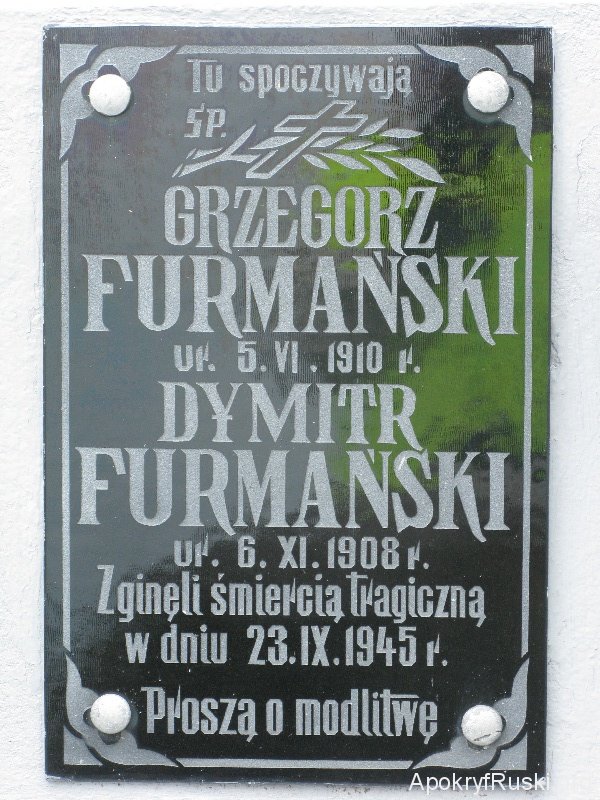 Tu spoczywają
ŚP.
GRZEGORZ
FURMAŃSKI
ur. 5.VI.1910 r.
DYMITR
FURMAŃSKI
ur. 6.XI.1908 r.
Zginęli śmiercią tragiczną
w dniu 23.IX.1945 r.
Proszą o modlitwę
ApokryfRuski